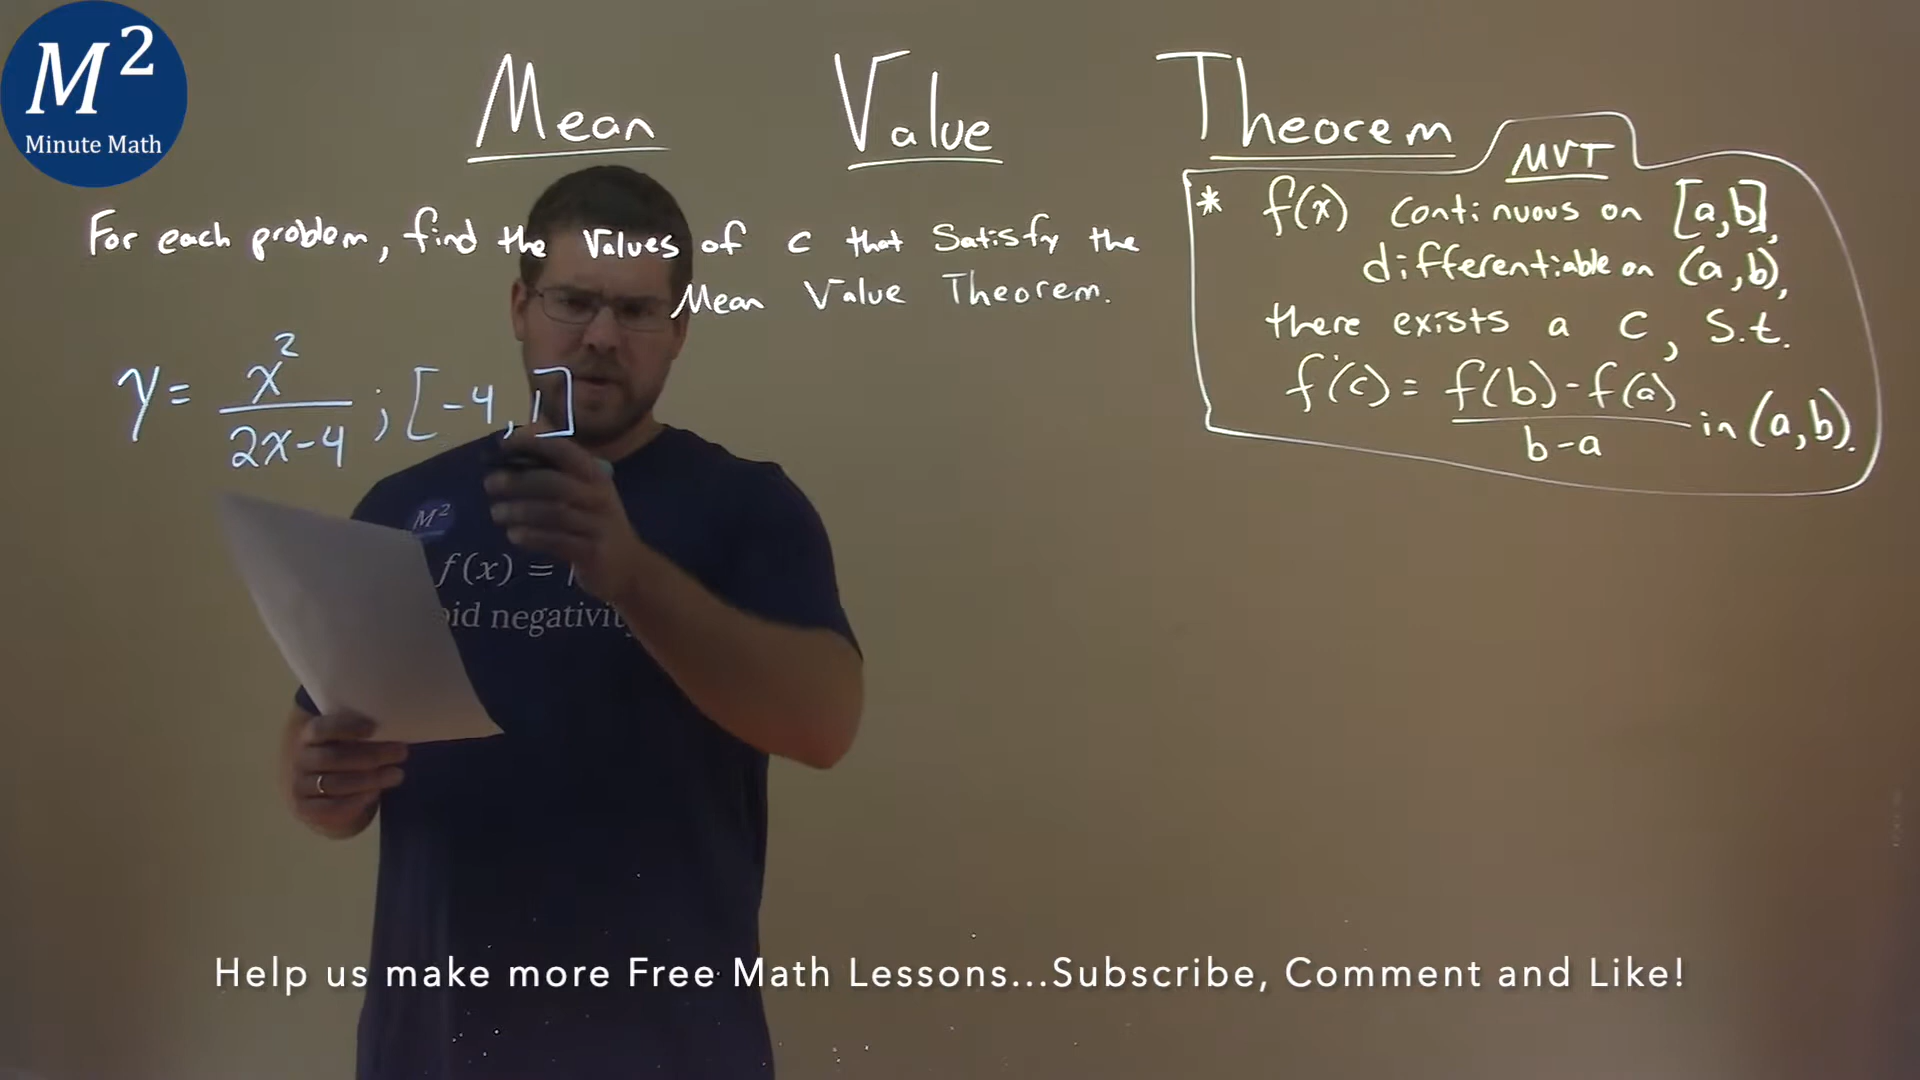 M²
Minute Math
Mean Value Theorem
For each problem, find the values of c that satisfy the
Mean Value Theorem.
y = x²/(2x-4) ; [-4, 1]
MVT
* f(x) continuous on [a,b],
differentiable on (a,b),
there exists a c, s.t.
f'(c) = (f(b)-f(a))/(b-a) in (a,b).
M²
f(x) =
negativity
Help us make more Free Math Lessons...Subscribe, Comment and Like!